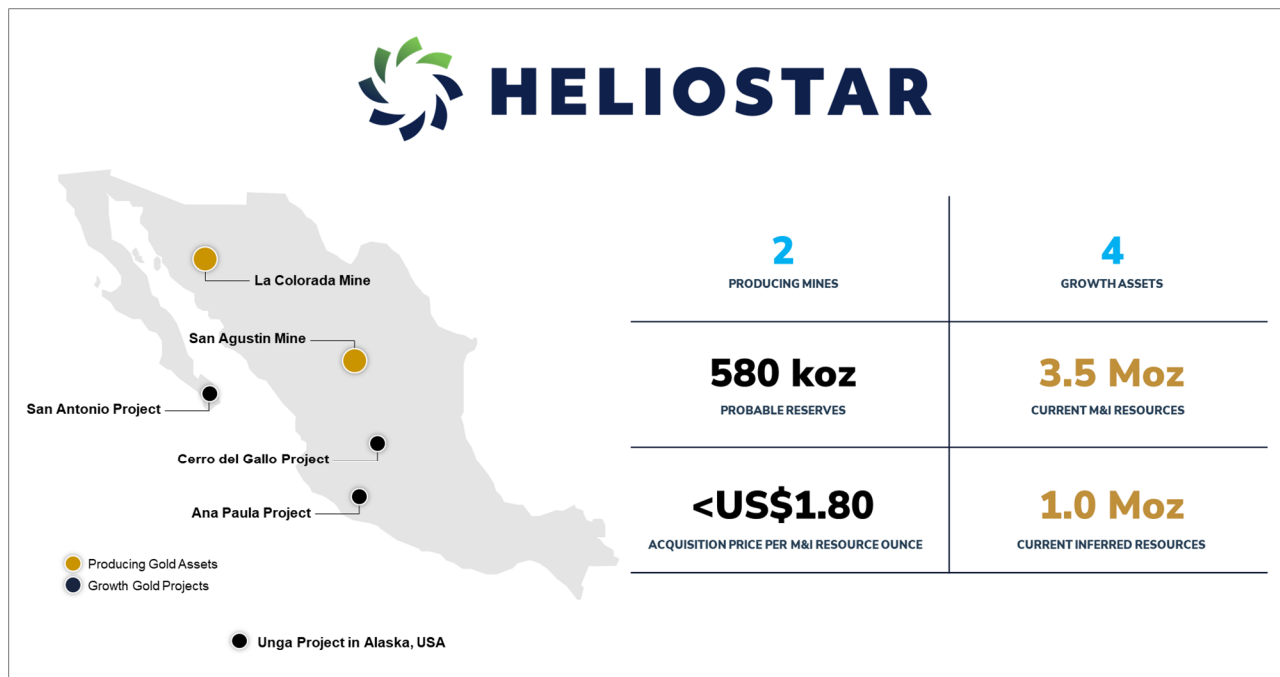 HELIOSTAR
La Colorada Mine
San Agustin Mine
San Antonio Project
Cerro del Gallo Project
Ana Paula Project
Producing Gold Assets
Growth Gold Projects
Unga Project in Alaska, USA
2
PRODUCING MINES
4
GROWTH ASSETS
580 koz
PROBABLE RESERVES
3.5 Moz
CURRENT M&I RESOURCES
<US$1.80
ACQUISITION PRICE PER M&I RESOURCE OUNCE
1.0 Moz
CURRENT INFERRED RESOURCES